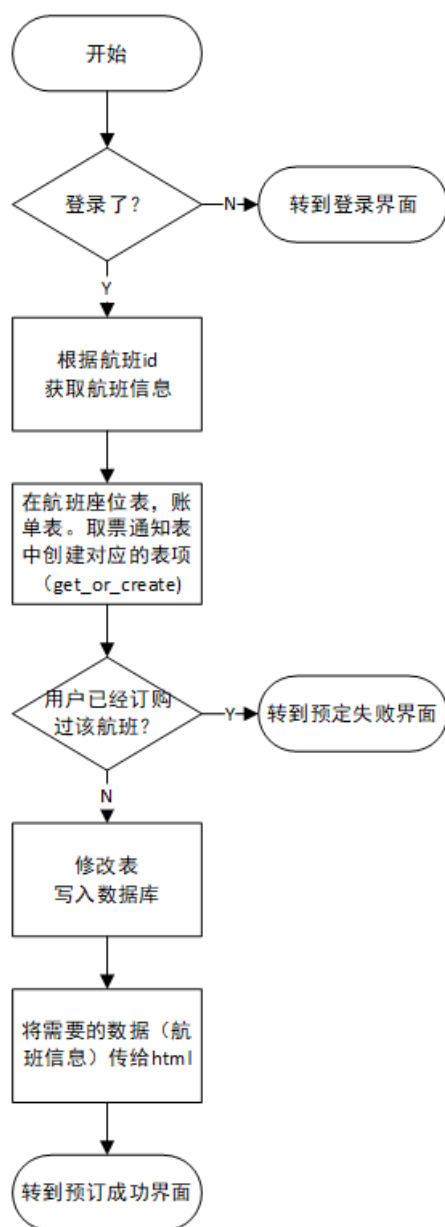 开始
登录了?
N
转到登录界面
Y
根据航班id
获取航班信息
在航班座位表，账
单表。取票通知表
中创建对应的表项
（get_or_create)
用户已经订购
过该航班?
Y
转到预定失败界面
N
修改表
写入数据库
将需要的数据（航
班信息）传给html
转到预订成功界面